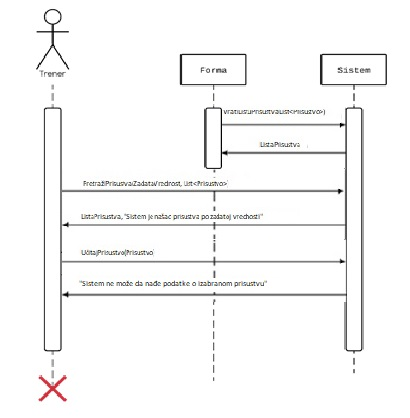 Trener
Forma
Sistem
VratiListuPrisustva(List<Prisustvo>)
ListaPrisustva
PretražiPrisustva(ZadataVrednost, List<Prisustvo>)
ListaPrisustva, "Sistem je našao prisustva po zadatoj vrednosti"
UčitajPrisustvo(Prisustvo)
"Sistem ne može da nađe podatke o izabranom prisustvu"